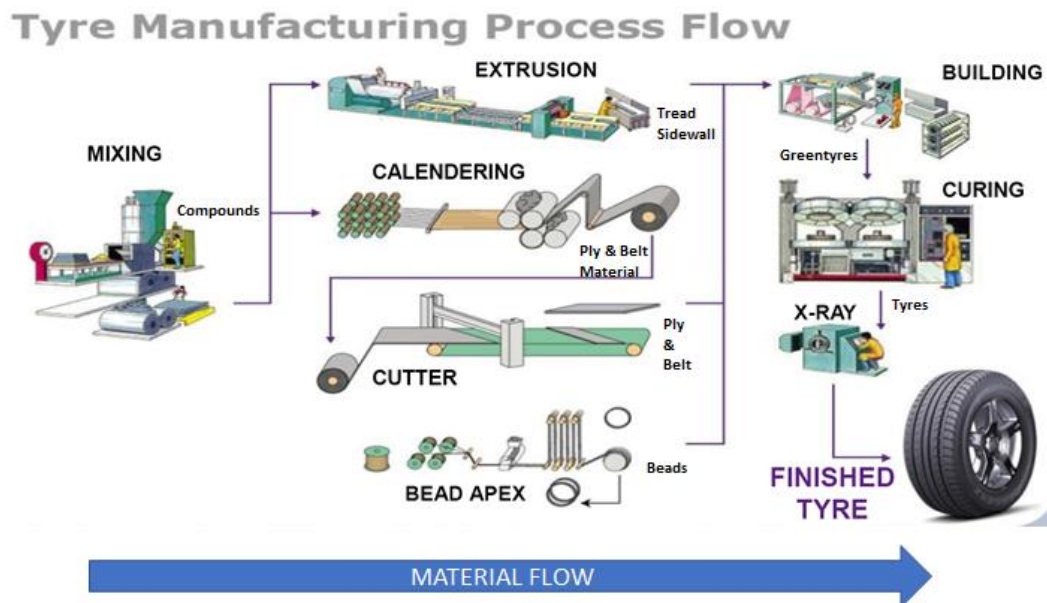 Tyre Manufacturing Process Flow
EXTRUSION
BUILDING
Tread
Sidewall
MIXING
Greentyres
CALENDERING
CURING
Compounds
Ply & Belt
Material
Tyres
X-RAY
Ply
&
Belt
CUTTER
Beads
BEAD APEX
FINISHED
TYRE
MATERIAL FLOW